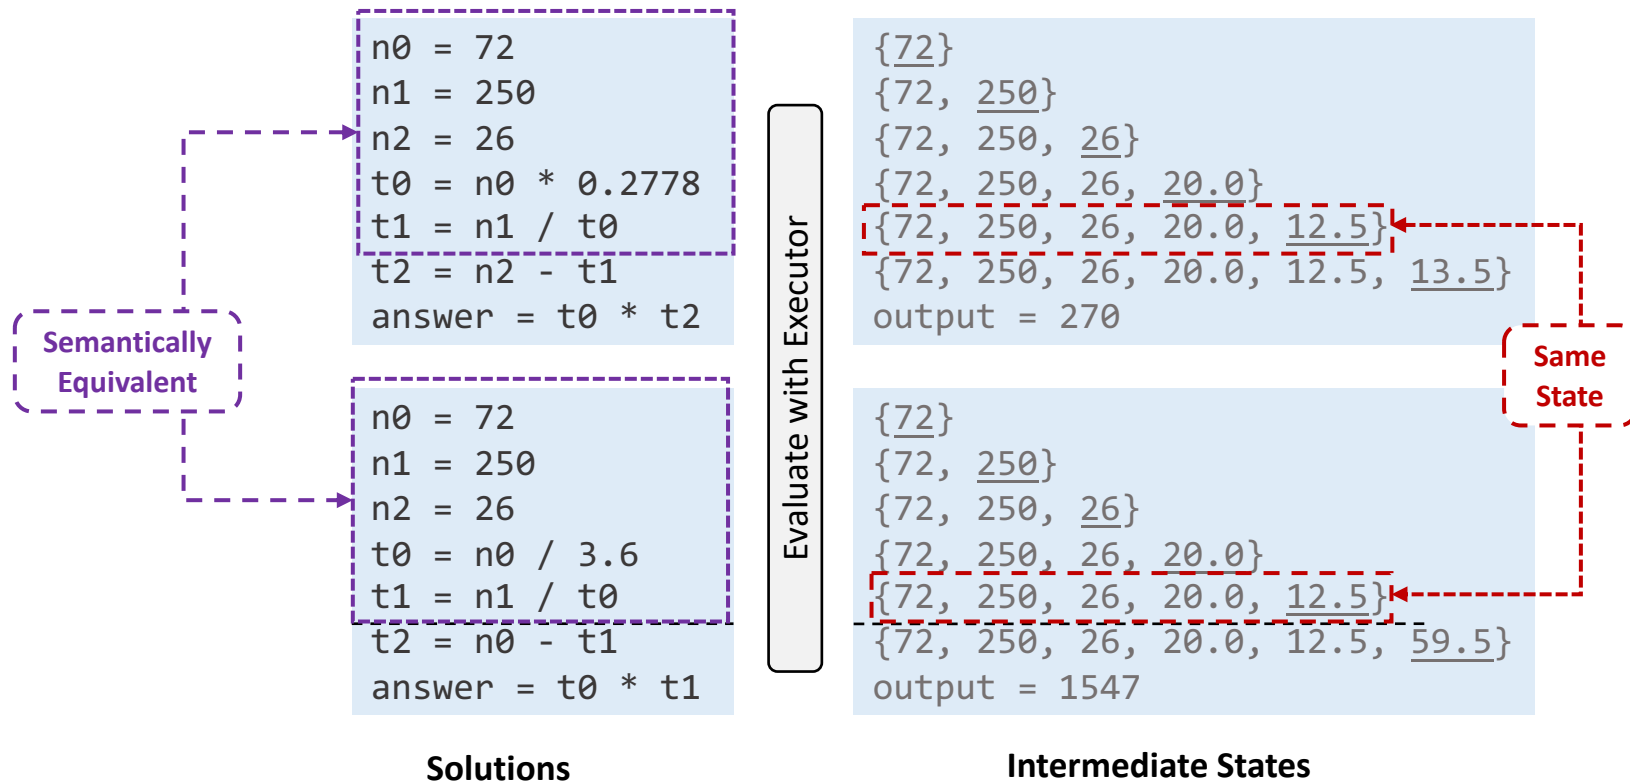 n0 = 72
n1 = 250
n2 = 26
t0 = n0 * 0.2778
t1 = n1 / t0
t2 = n2 - t1
answer = t0 * t2
{72}
{72, 250}
{72, 250, 26}
{72, 250, 26, 20.0}
{72, 250, 26, 20.0, 12.5}
{72, 250, 26, 20.0, 12.5, 13.5}
output = 270
Semantically
Equivalent
Evaluate with Executor
Same
State
n0 = 72
n1 = 250
n2 = 26
t0 = n0 / 3.6
t1 = n1 / t0
t2 = n0 - t1
answer = t0 * t1
{72}
{72, 250}
{72, 250, 26}
{72, 250, 26, 20.0}
{72, 250, 26, 20.0, 12.5}
{72, 250, 26, 20.0, 12.5, 59.5}
output = 1547
Solutions
Intermediate States